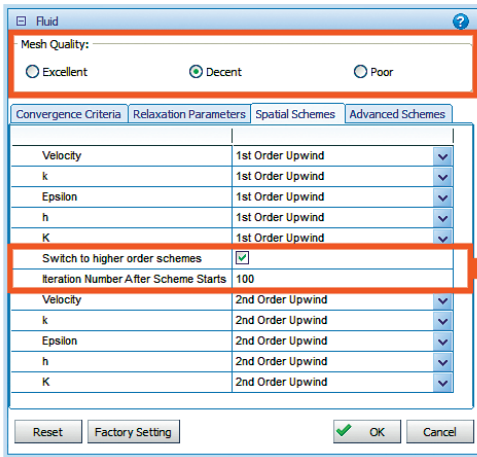 Fluid ?
Mesh Quality:
Excellent Decent Poor
Convergence Criteria Relaxation Parameters Spatial Schemes Advanced Schemes
Velocity 1st Order Upwind
k 1st Order Upwind
Epsilon 1st Order Upwind
h 1st Order Upwind
K 1st Order Upwind
Switch to higher order schemes
Iteration Number After Scheme Starts 100
Velocity 2nd Order Upwind
k 2nd Order Upwind
Epsilon 2nd Order Upwind
h 2nd Order Upwind
K 2nd Order Upwind
Reset Factory Setting OK Cancel